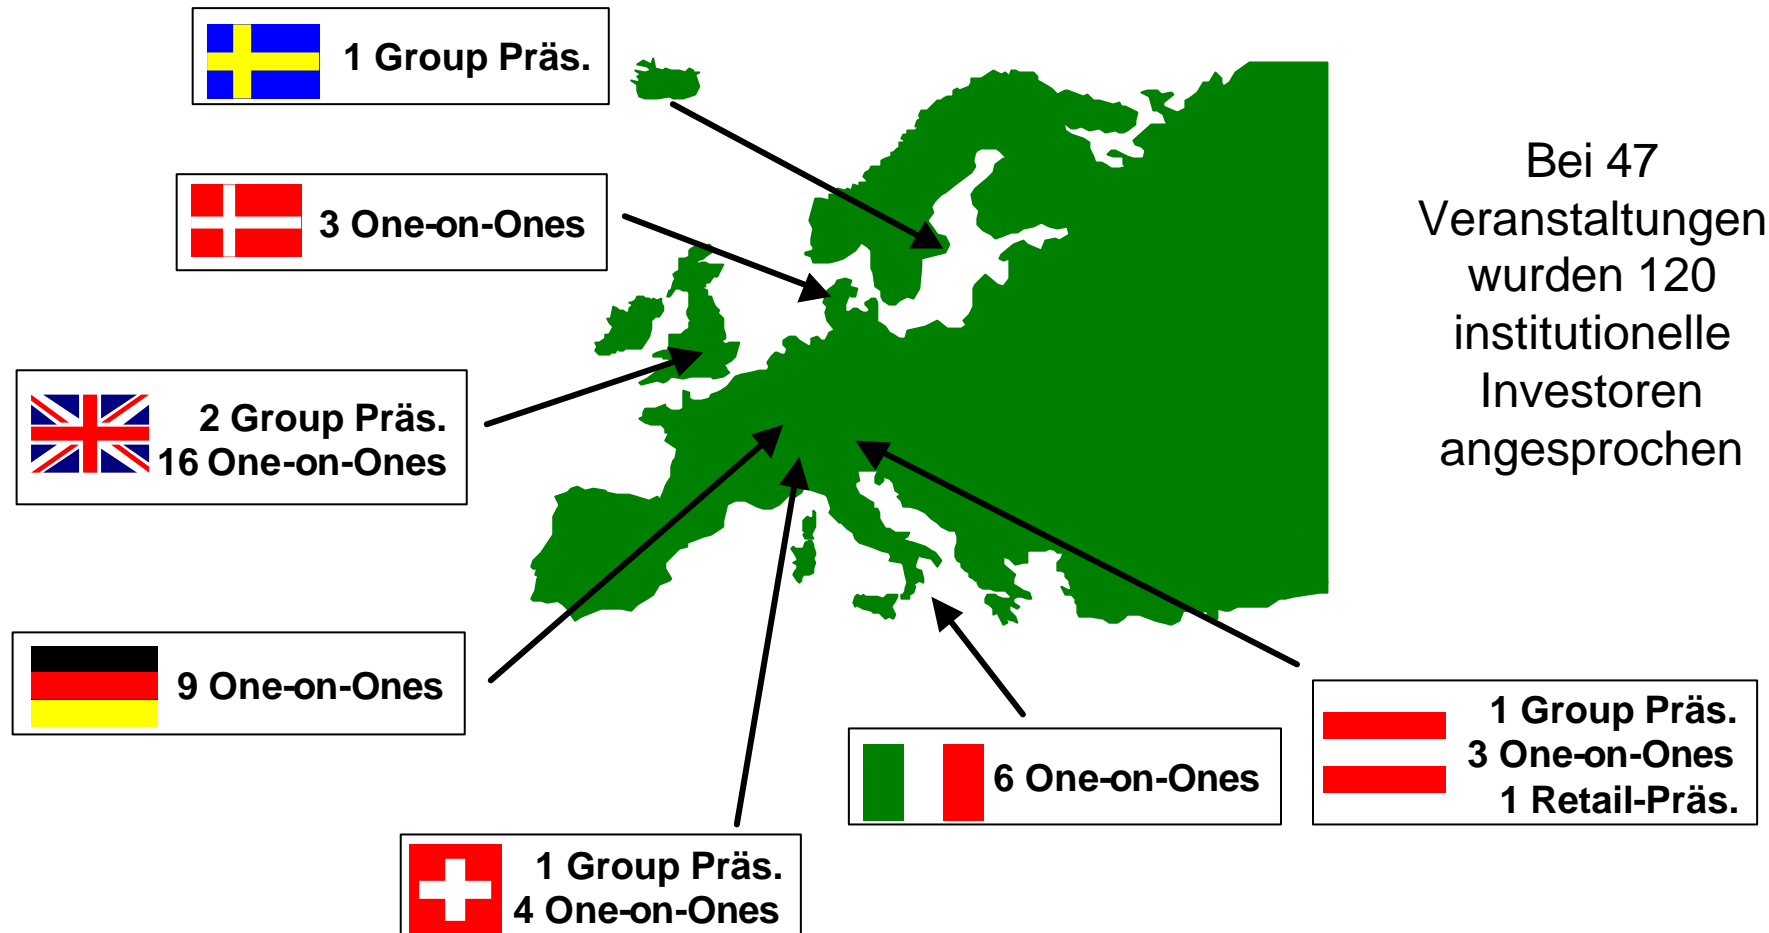 1 Group Präs.
3 One-on-Ones
2 Group Präs.
16 One-on-Ones
9 One-on-Ones
1 Group Präs.
4 One-on-Ones
6 One-on-Ones
1 Group Präs.
3 One-on-Ones
1 Retail-Präs.
Bei 47
Veranstaltungen
wurden 120
institutionelle
Investoren
angesprochen